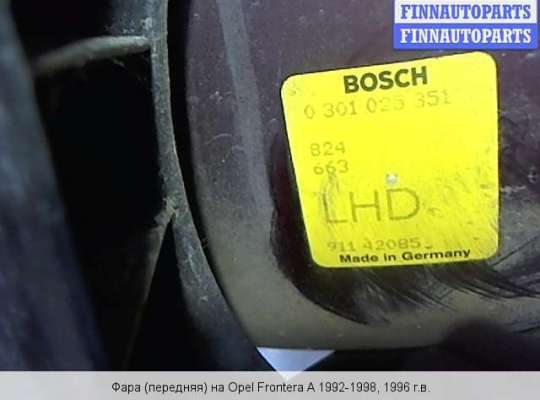 FINNAUTOPARTS
FINNAUTOPARTS
BOSCH
0 301 025 351
824
663
LHD
Made in Germany
Фара (передняя) на Opel Frontera A 1992-1998, 1996 г.в.